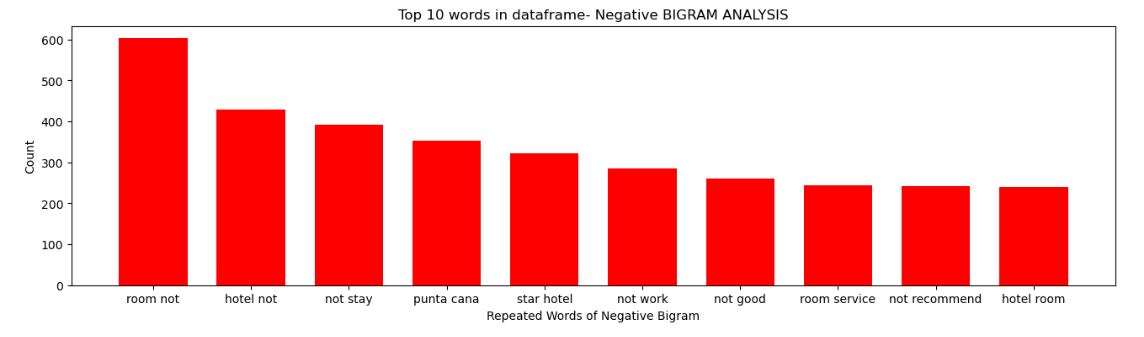 Top 10 words in dataframe- Negative BIGRAM ANALYSIS
Count
600
500
400
300
200
100
0
room not hotel not not stay punta cana star hotel not work not good room service not recommend hotel room
Repeated Words of Negative Bigram